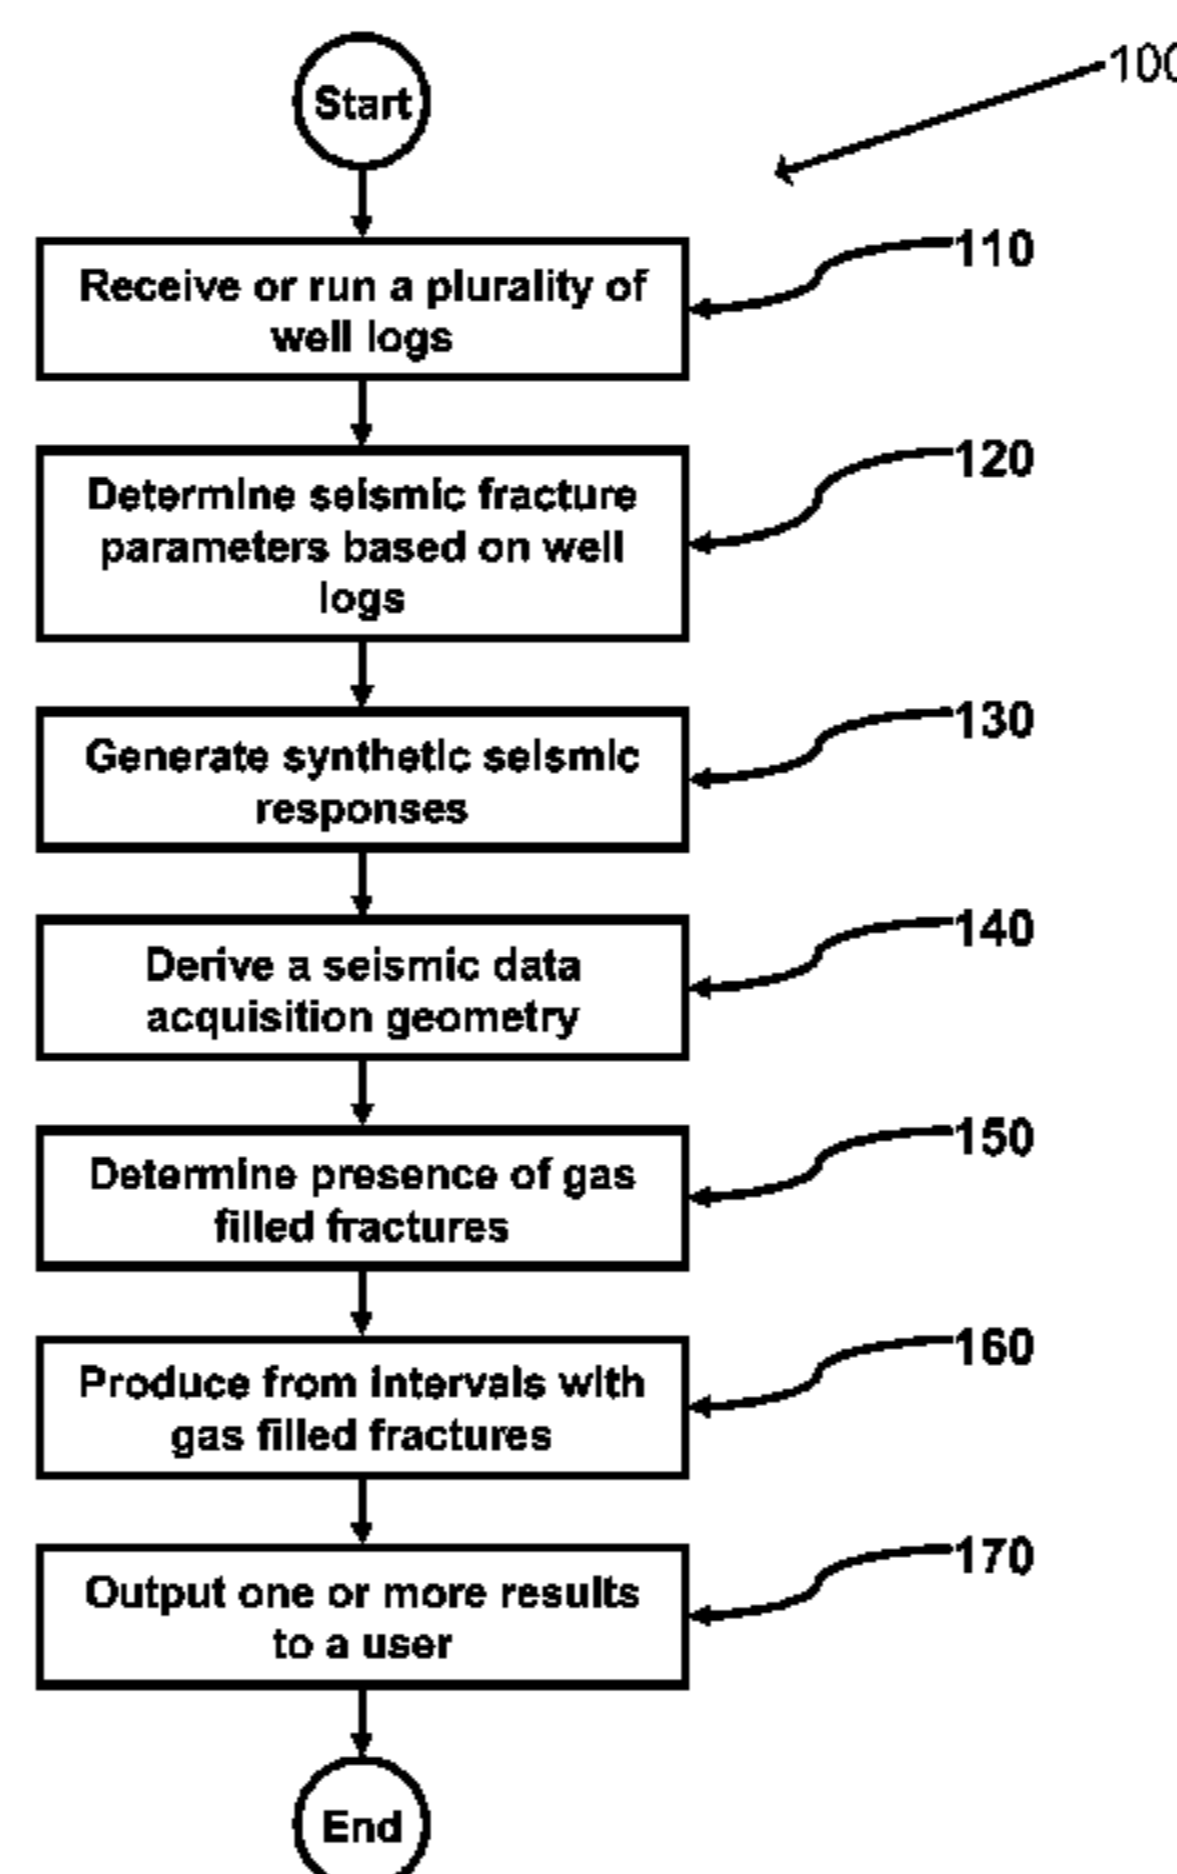 Start
100
Receive or run a plurality of
well logs
110
Determine seismic fracture
parameters based on well
logs
120
Generate synthetic seismic
responses
130
Derive a seismic data
acquisition geometry
140
Determine presence of gas
filled fractures
150
Produce from intervals with
gas filled fractures
160
Output one or more results
to a user
170
End